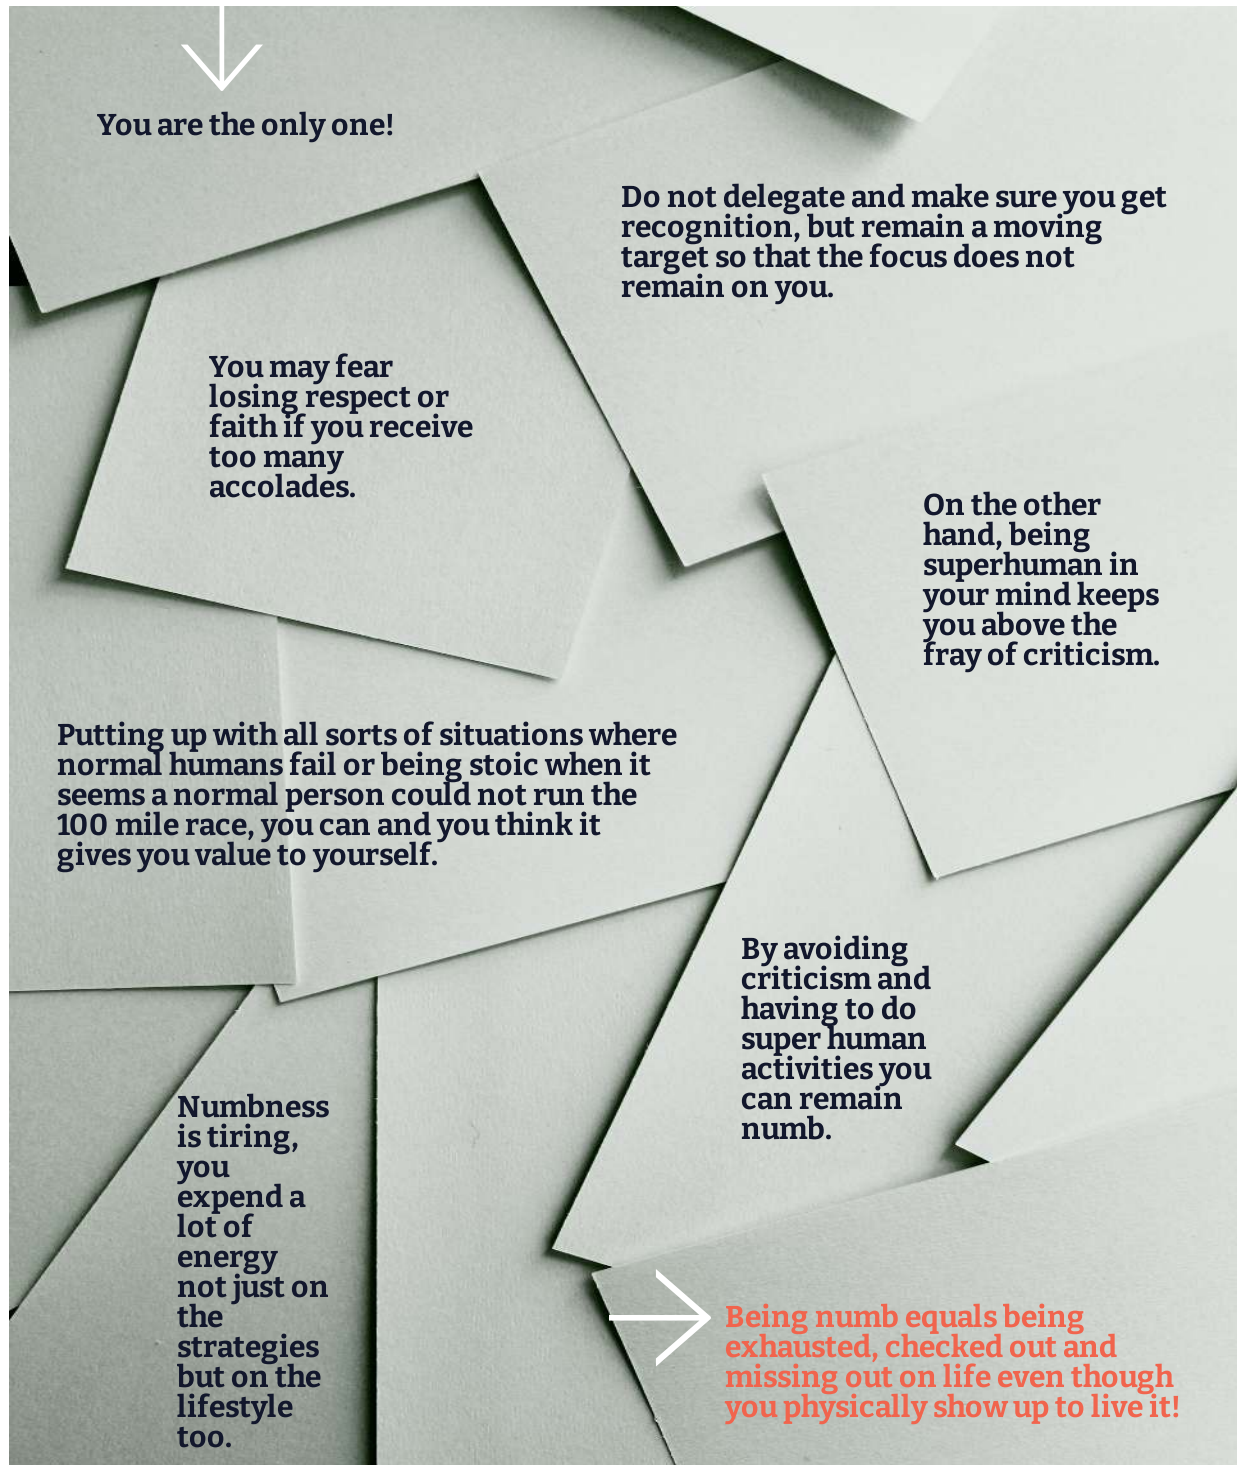 You are the only one!
Do not delegate and make sure you get
recognition, but remain a moving
target so that the focus does not
remain on you.
You may fear
losing respect or
faith if you receive
too many
accolades.
On the other
hand, being
superhuman in
your mind keeps
you above the
fray of criticism.
Putting up with all sorts of situations where
normal humans fail or being stoic when it
seems a normal person could not run the
100 mile race, you can and you think it
gives you value to yourself.
By avoiding
criticism and
having to do
super human
activities you
can remain
numb.
Numbness
is tiring,
you
expend a
lot of
energy
not just on
the
strategies
but on the
lifestyle
too.
Being numb equals being
exhausted, checked out and
missing out on life even though
you physically show up to live it!